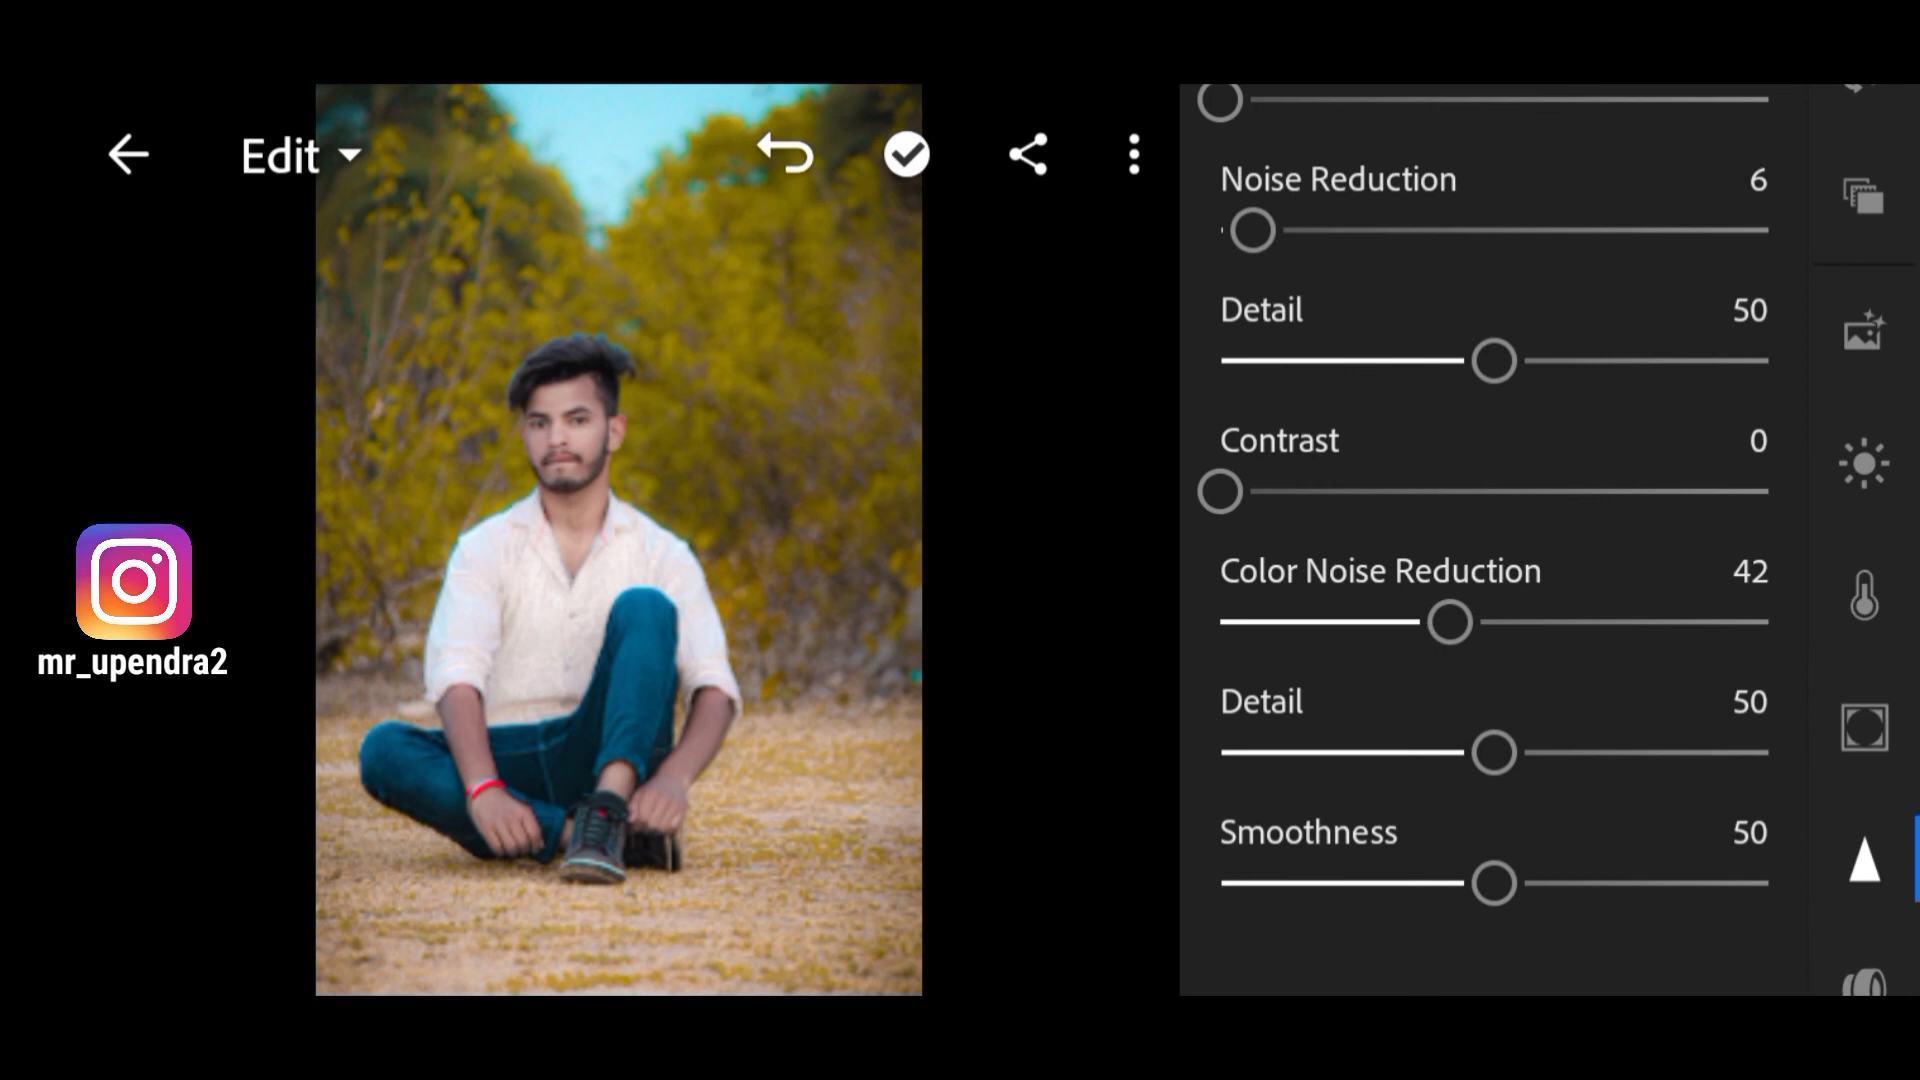 Edit
Noise Reduction 6
Detail 50
Contrast 0
Color Noise Reduction 42
mr_upendra2
Detail 50
Smoothness 50